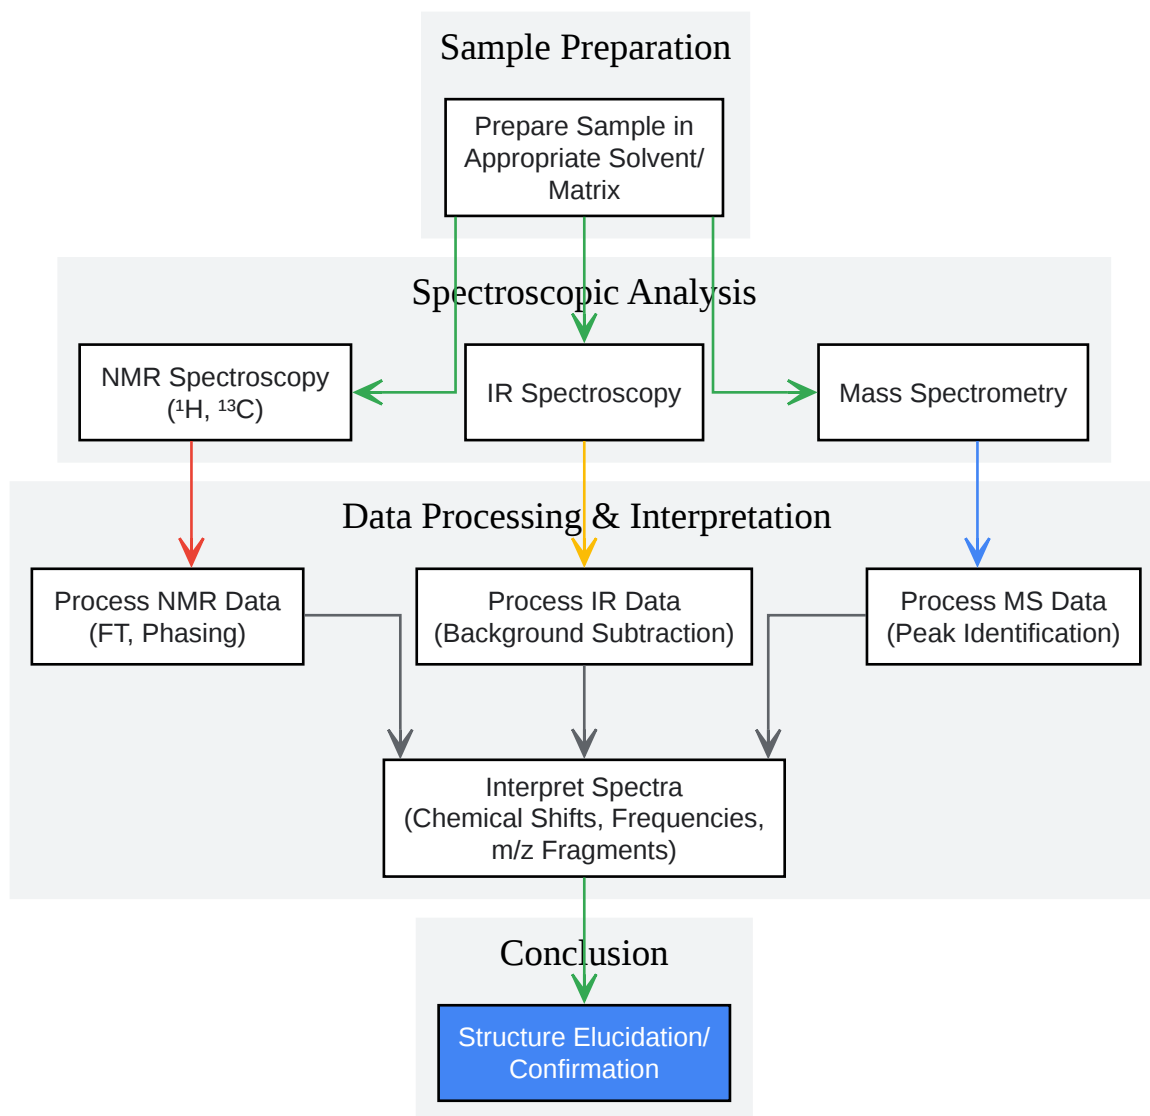 Sample Preparation
Prepare Sample in
Appropriate Solvent/
Matrix
Spectroscopic Analysis
NMR Spectroscopy
(¹H, ¹³C)
IR Spectroscopy
Mass Spectrometry
Data Processing & Interpretation
Process NMR Data
(FT, Phasing)
Process IR Data
(Background Subtraction)
Process MS Data
(Peak Identification)
Interpret Spectra
(Chemical Shifts, Frequencies,
m/z Fragments)
Conclusion
Structure Elucidation/
Confirmation